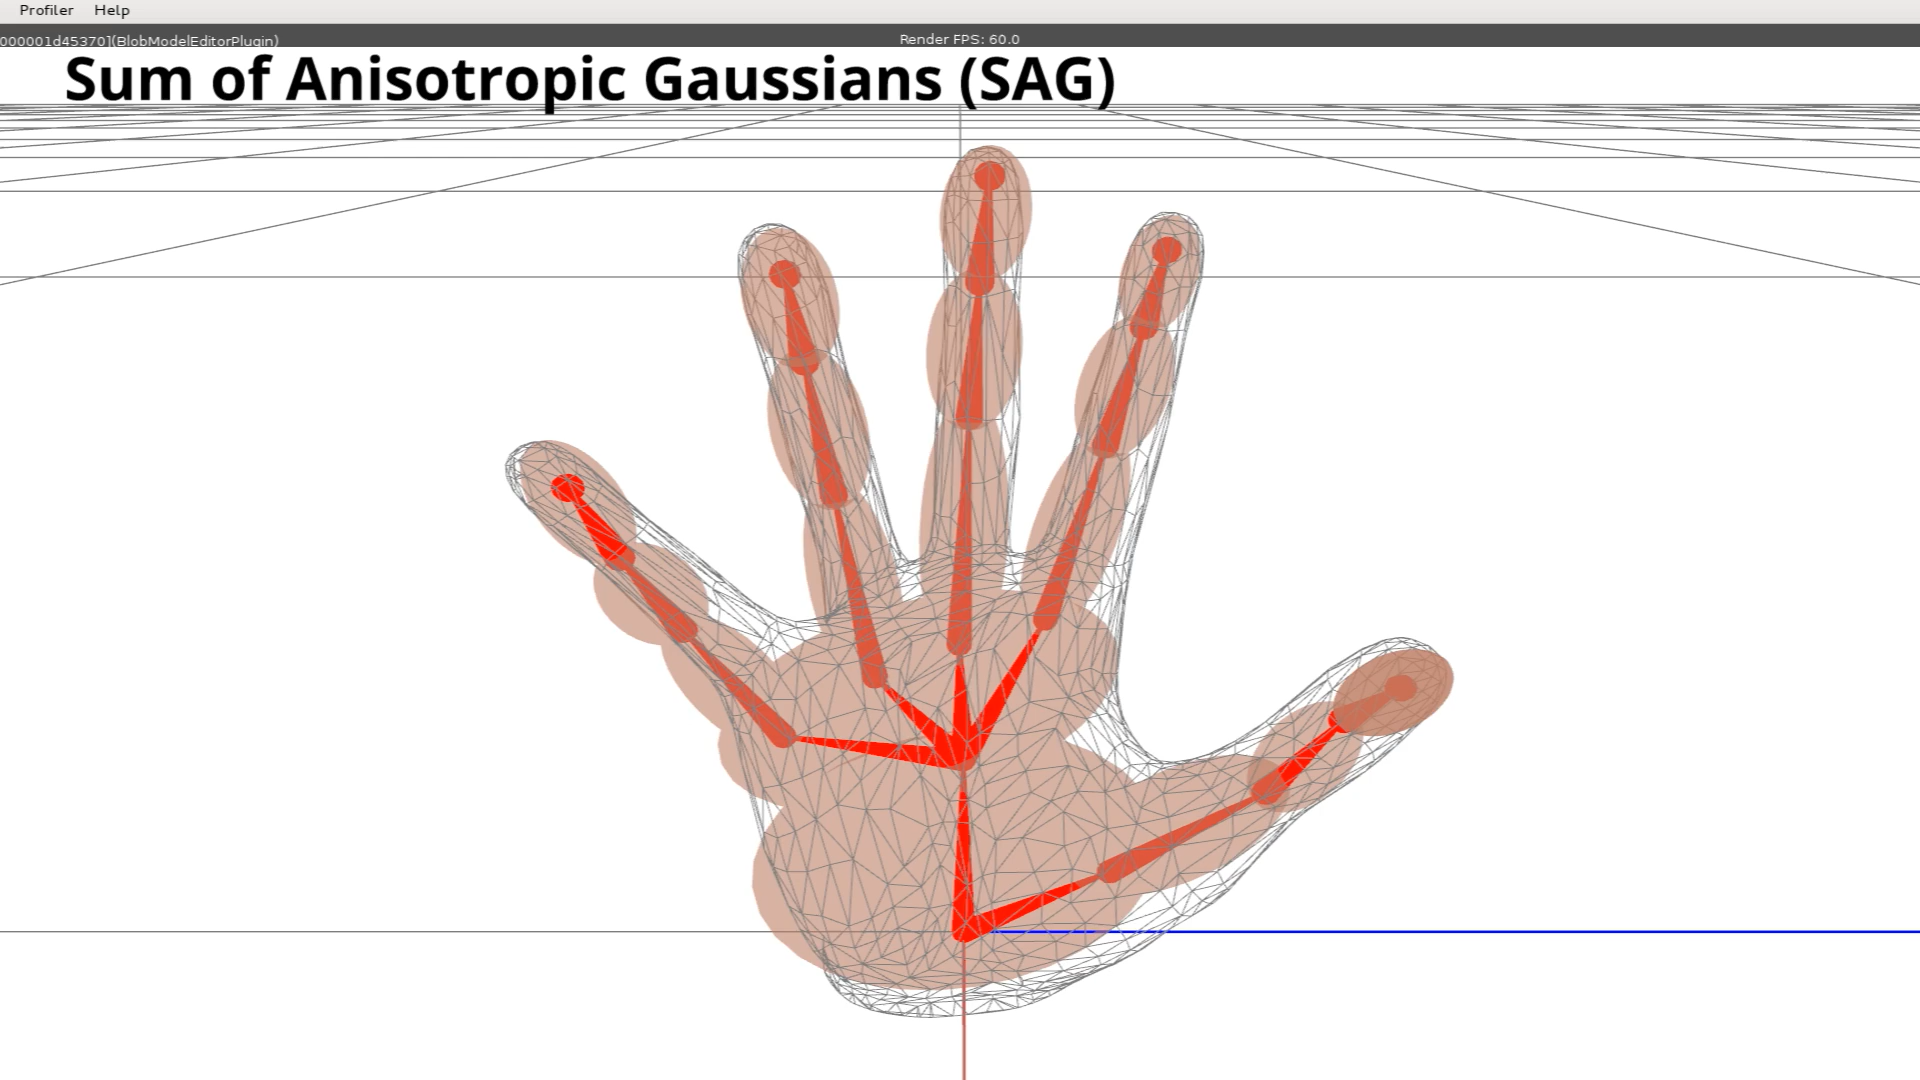 Profiler Help
000001d45370](BlobModelEditorPlugin)
Render FPS: 60.0
Sum of Anisotropic Gaussians (SAG)